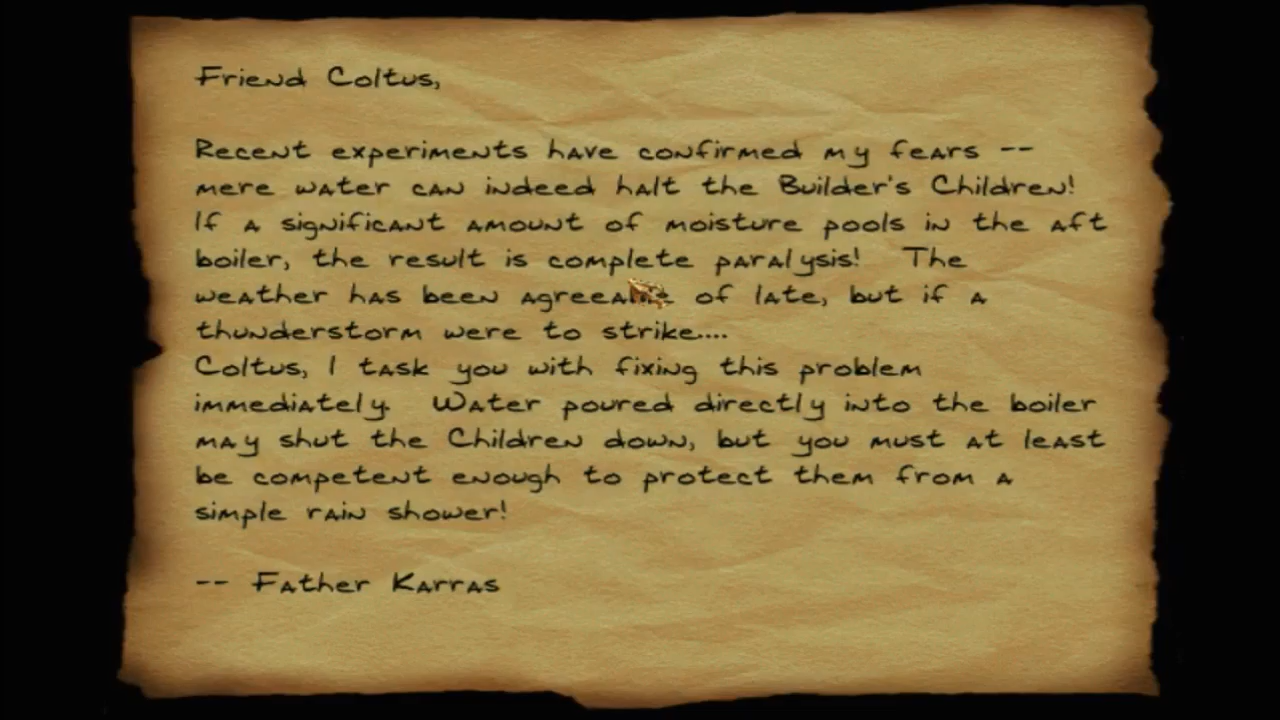 Friend Coltus,
Recent experiments have confirmed my fears --
mere water can indeed halt the Builder's Children!
If a significant amount of moisture pools in the aft
boiler, the result is complete paralysis! The
weather has been agreeable of late, but if a
thunderstorm were to strike....
Coltus, I task you with fixing this problem
immediately. Water poured directly into the boiler
may shut the Children down, but you must at least
be competent enough to protect them from a
simple rain shower!
-- Father Karras